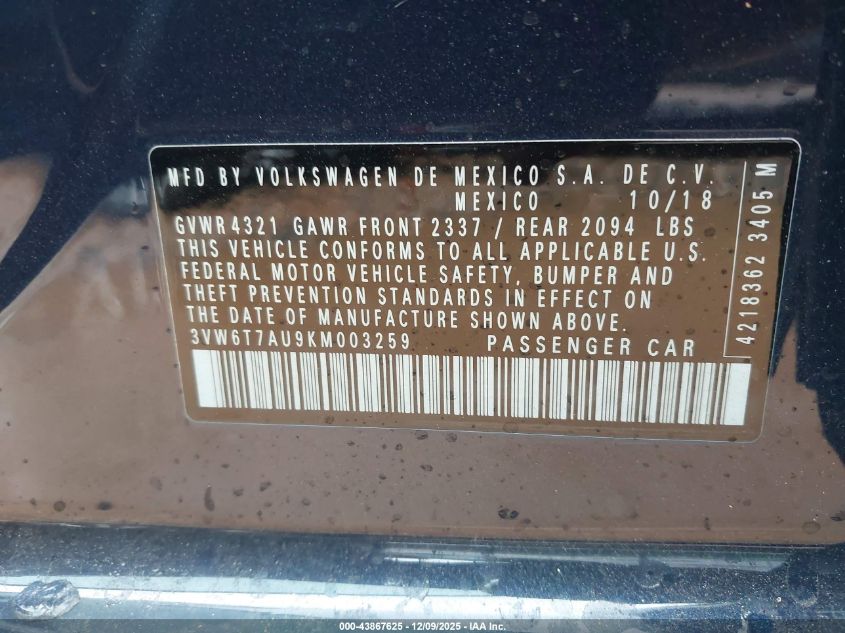 MFD BY VOLKSWAGEN DE MEXICO S.A. DE C.V.
MEXICO 10/18
GVWR 4321 GAWR FRONT 2337 / REAR 2094 LBS
THIS VEHICLE CONFORMS TO ALL APPLICABLE U.S.
FEDERAL MOTOR VEHICLE SAFETY, BUMPER AND
THEFT PREVENTION STANDARDS IN EFFECT ON
THE DATE OF MANUFACTURE SHOWN ABOVE.
3VW6T7AU9KM003259 PASSENGER CAR
4218362 3405 M
000-43867625 - 12/09/2025 - IAA Inc.